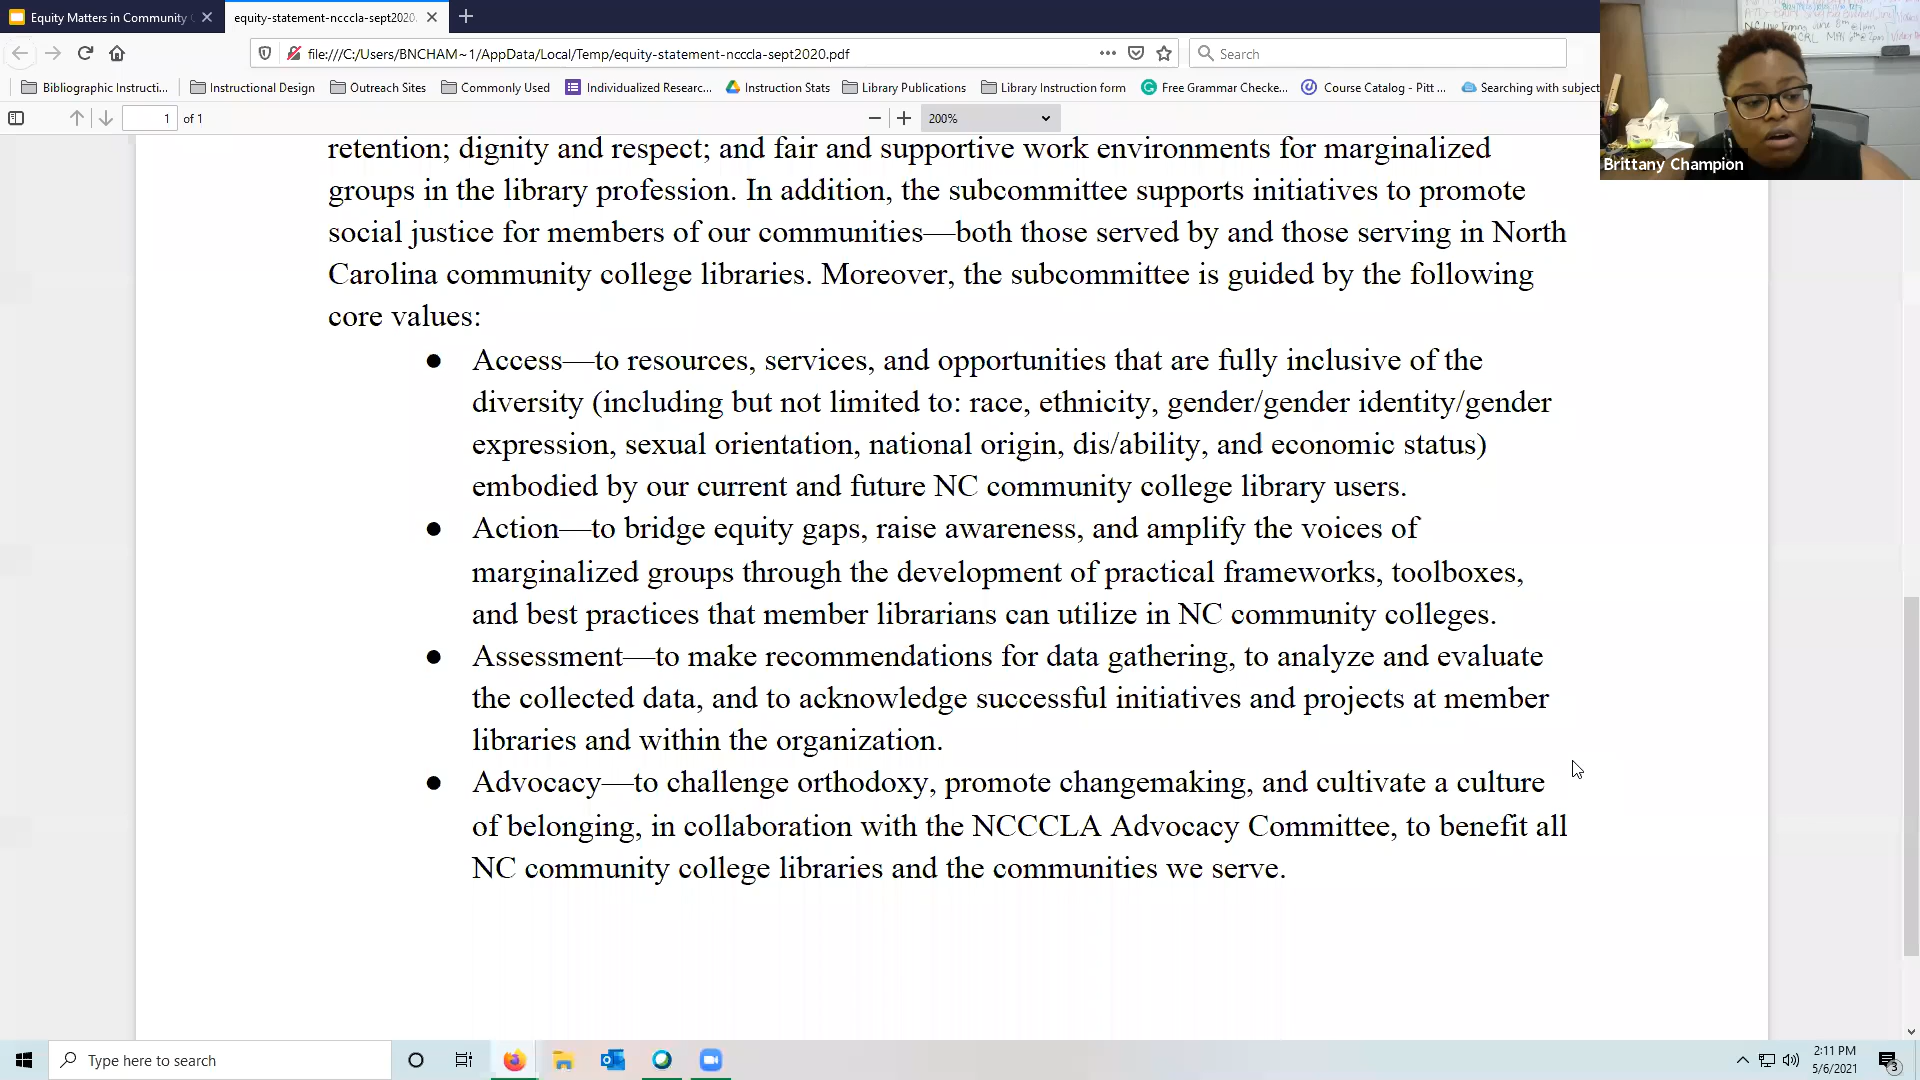 Equity Matters in Community
equity-statement-ncccla-sept2020.
file:///C:/Users/BNCHAM~1/AppData/Local/Temp/equity-statement-ncccla-sept2020.pdf
Search
Bibliographic Instructi...
Instructional Design
Outreach Sites
Commonly Used
Individualized Researc...
Instruction Stats
Library Publications
Library Instruction form
Free Grammar Checke...
Course Catalog - Pitt ...
Searching with subject
1 of 1
200%
Brittany Champion
retention; dignity and respect; and fair and supportive work environments for marginalized
groups in the library profession. In addition, the subcommittee supports initiatives to promote
social justice for members of our communities—both those served by and those serving in North
Carolina community college libraries. Moreover, the subcommittee is guided by the following
core values:
● Access—to resources, services, and opportunities that are fully inclusive of the
diversity (including but not limited to: race, ethnicity, gender/gender identity/gender
expression, sexual orientation, national origin, dis/ability, and economic status)
embodied by our current and future NC community college library users.
● Action—to bridge equity gaps, raise awareness, and amplify the voices of
marginalized groups through the development of practical frameworks, toolboxes,
and best practices that member librarians can utilize in NC community colleges.
● Assessment—to make recommendations for data gathering, to analyze and evaluate
the collected data, and to acknowledge successful initiatives and projects at member
libraries and within the organization.
● Advocacy—to challenge orthodoxy, promote changemaking, and cultivate a culture
of belonging, in collaboration with the NCCCLA Advocacy Committee, to benefit all
NC community college libraries and the communities we serve.
Type here to search
2:11 PM
5/6/2021
3